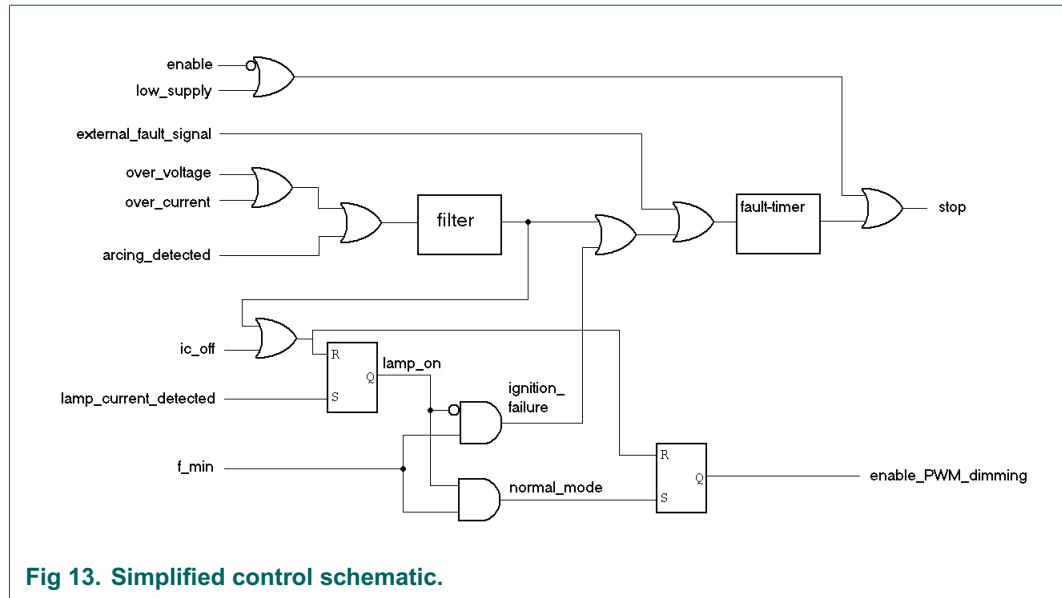 enable
low_supply
external_fault_signal
over_voltage
over_current
arcing_detected
filter
fault-timer
stop
ic_off
R
Q
S
lamp_on
lamp_current_detected
ignition_
failure
f_min
normal_mode
R
Q
S
enable_PWM_dimming
Fig 13. Simplified control schematic.